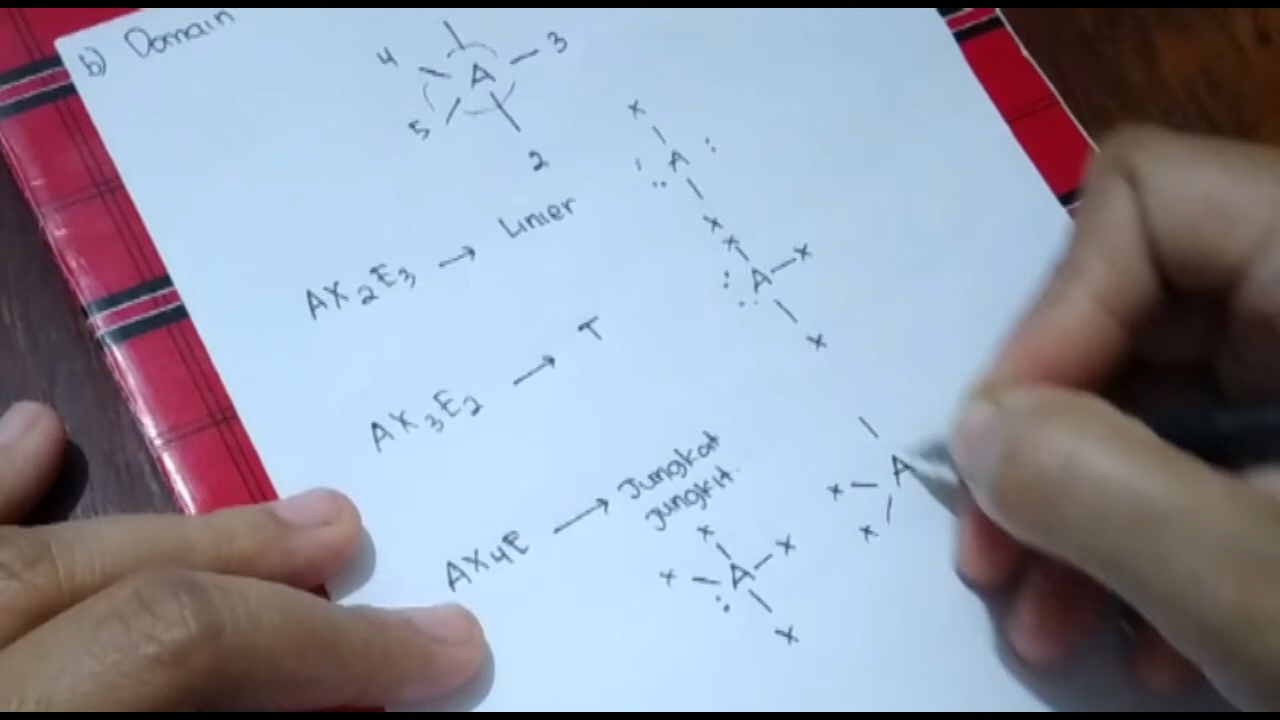 b) Domain
A
4
3
5
2
x
A
x
AX2E3 → Linier
x
A
x
x
AX3E2 → T
AX4E → Jungkat
jungkit.
x
A
x
x
x
A
x
x